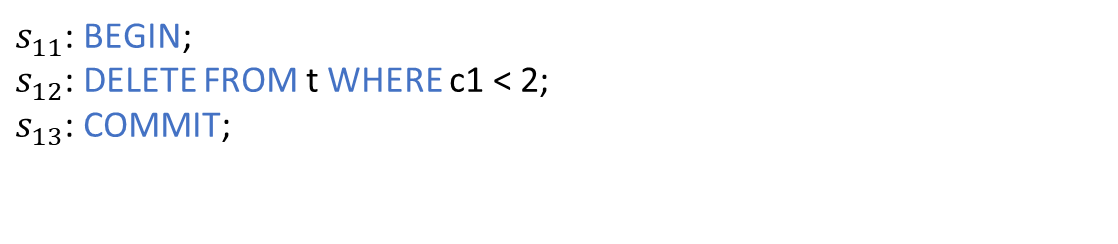 s₁₁: BEGIN;
s₁₂: DELETE FROM t WHERE c1 < 2;
s₁₃: COMMIT;